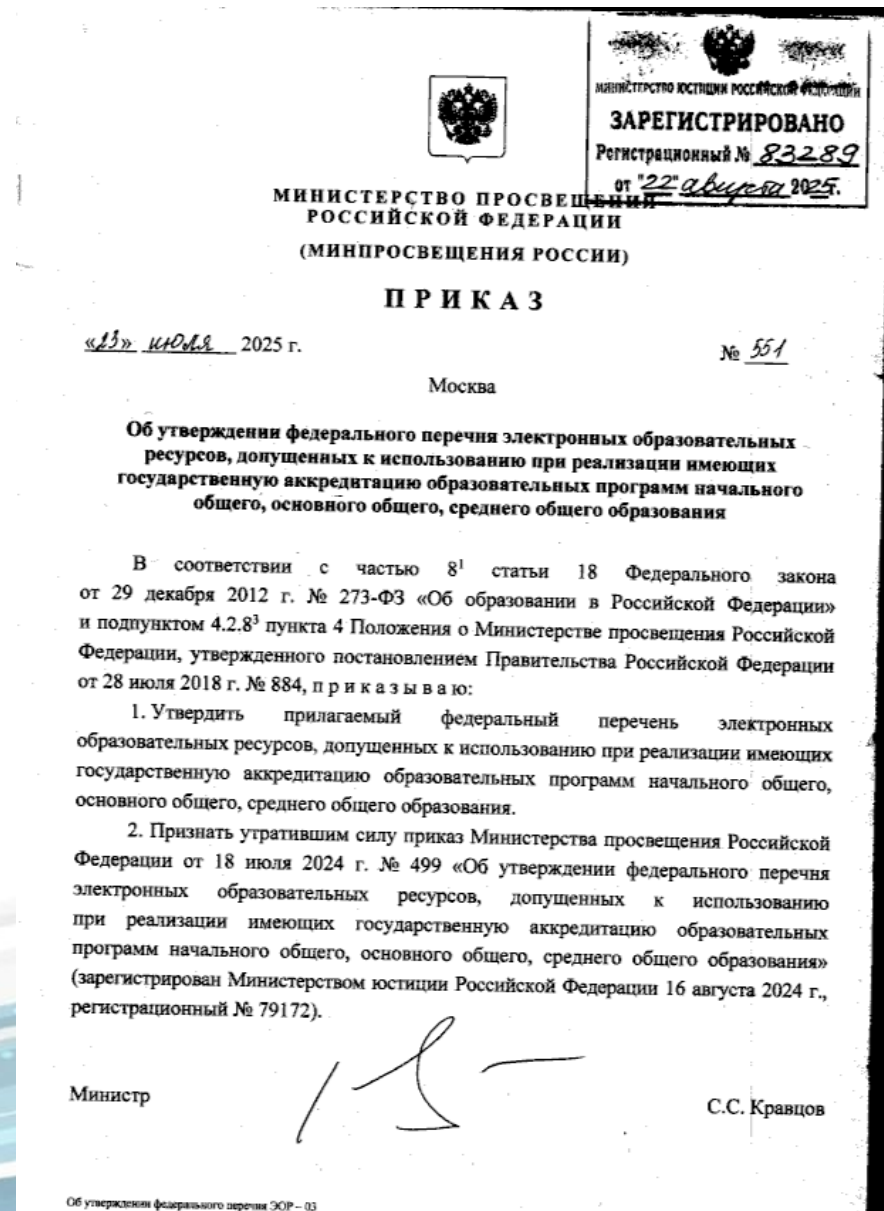 МИНИСТЕРСТВО ЮСТИЦИИ РОССИЙСКОЙ ФЕДЕРАЦИИ
ЗАРЕГИСТРИРОВАНО
Регистрационный № 83289
от "22" августа 2025г.
МИНИСТЕРСТВО ПРОСВЕЩЕНИЯ
РОССИЙСКОЙ ФЕДЕРАЦИИ
(МИНПРОСВЕЩЕНИЯ РОССИИ)
ПРИКАЗ
июля 2025 г.
№ 551
Москва
Об утверждении федерального перечня электронных образовательных
ресурсов, допущенных к использованию при реализации имеющих
государственную аккредитацию образовательных программ начального
общего, основного общего, среднего общего образования
В соответствии с частью 8¹ статьи 18 Федерального закона
от 29 декабря 2012 г. № 273-ФЗ «Об образовании в Российской Федерации»
и подпунктом 4.2.8³ пункта 4 Положения о Министерстве просвещения Российской
Федерации, утвержденного постановлением Правительства Российской Федерации
от 28 июля 2018 г. № 884, п р и к а з ы в а ю:
1. Утвердить прилагаемый федеральный перечень электронных
образовательных ресурсов, допущенных к использованию при реализации имеющих
государственную аккредитацию образовательных программ начального общего,
основного общего, среднего общего образования.
2. Признать утратившим силу приказ Министерства просвещения Российской
Федерации от 18 июля 2024 г. № 499 «Об утверждении федерального перечня
электронных образовательных ресурсов, допущенных к использованию
при реализации имеющих государственную аккредитацию образовательных
программ начального общего, основного общего, среднего общего образования»
(зарегистрирован Министерством юстиции Российской Федерации 16 августа 2024 г.,
регистрационный № 79172).
Министр
С.С. Кравцов
Об утверждении федерального перечня ЭОР – 03